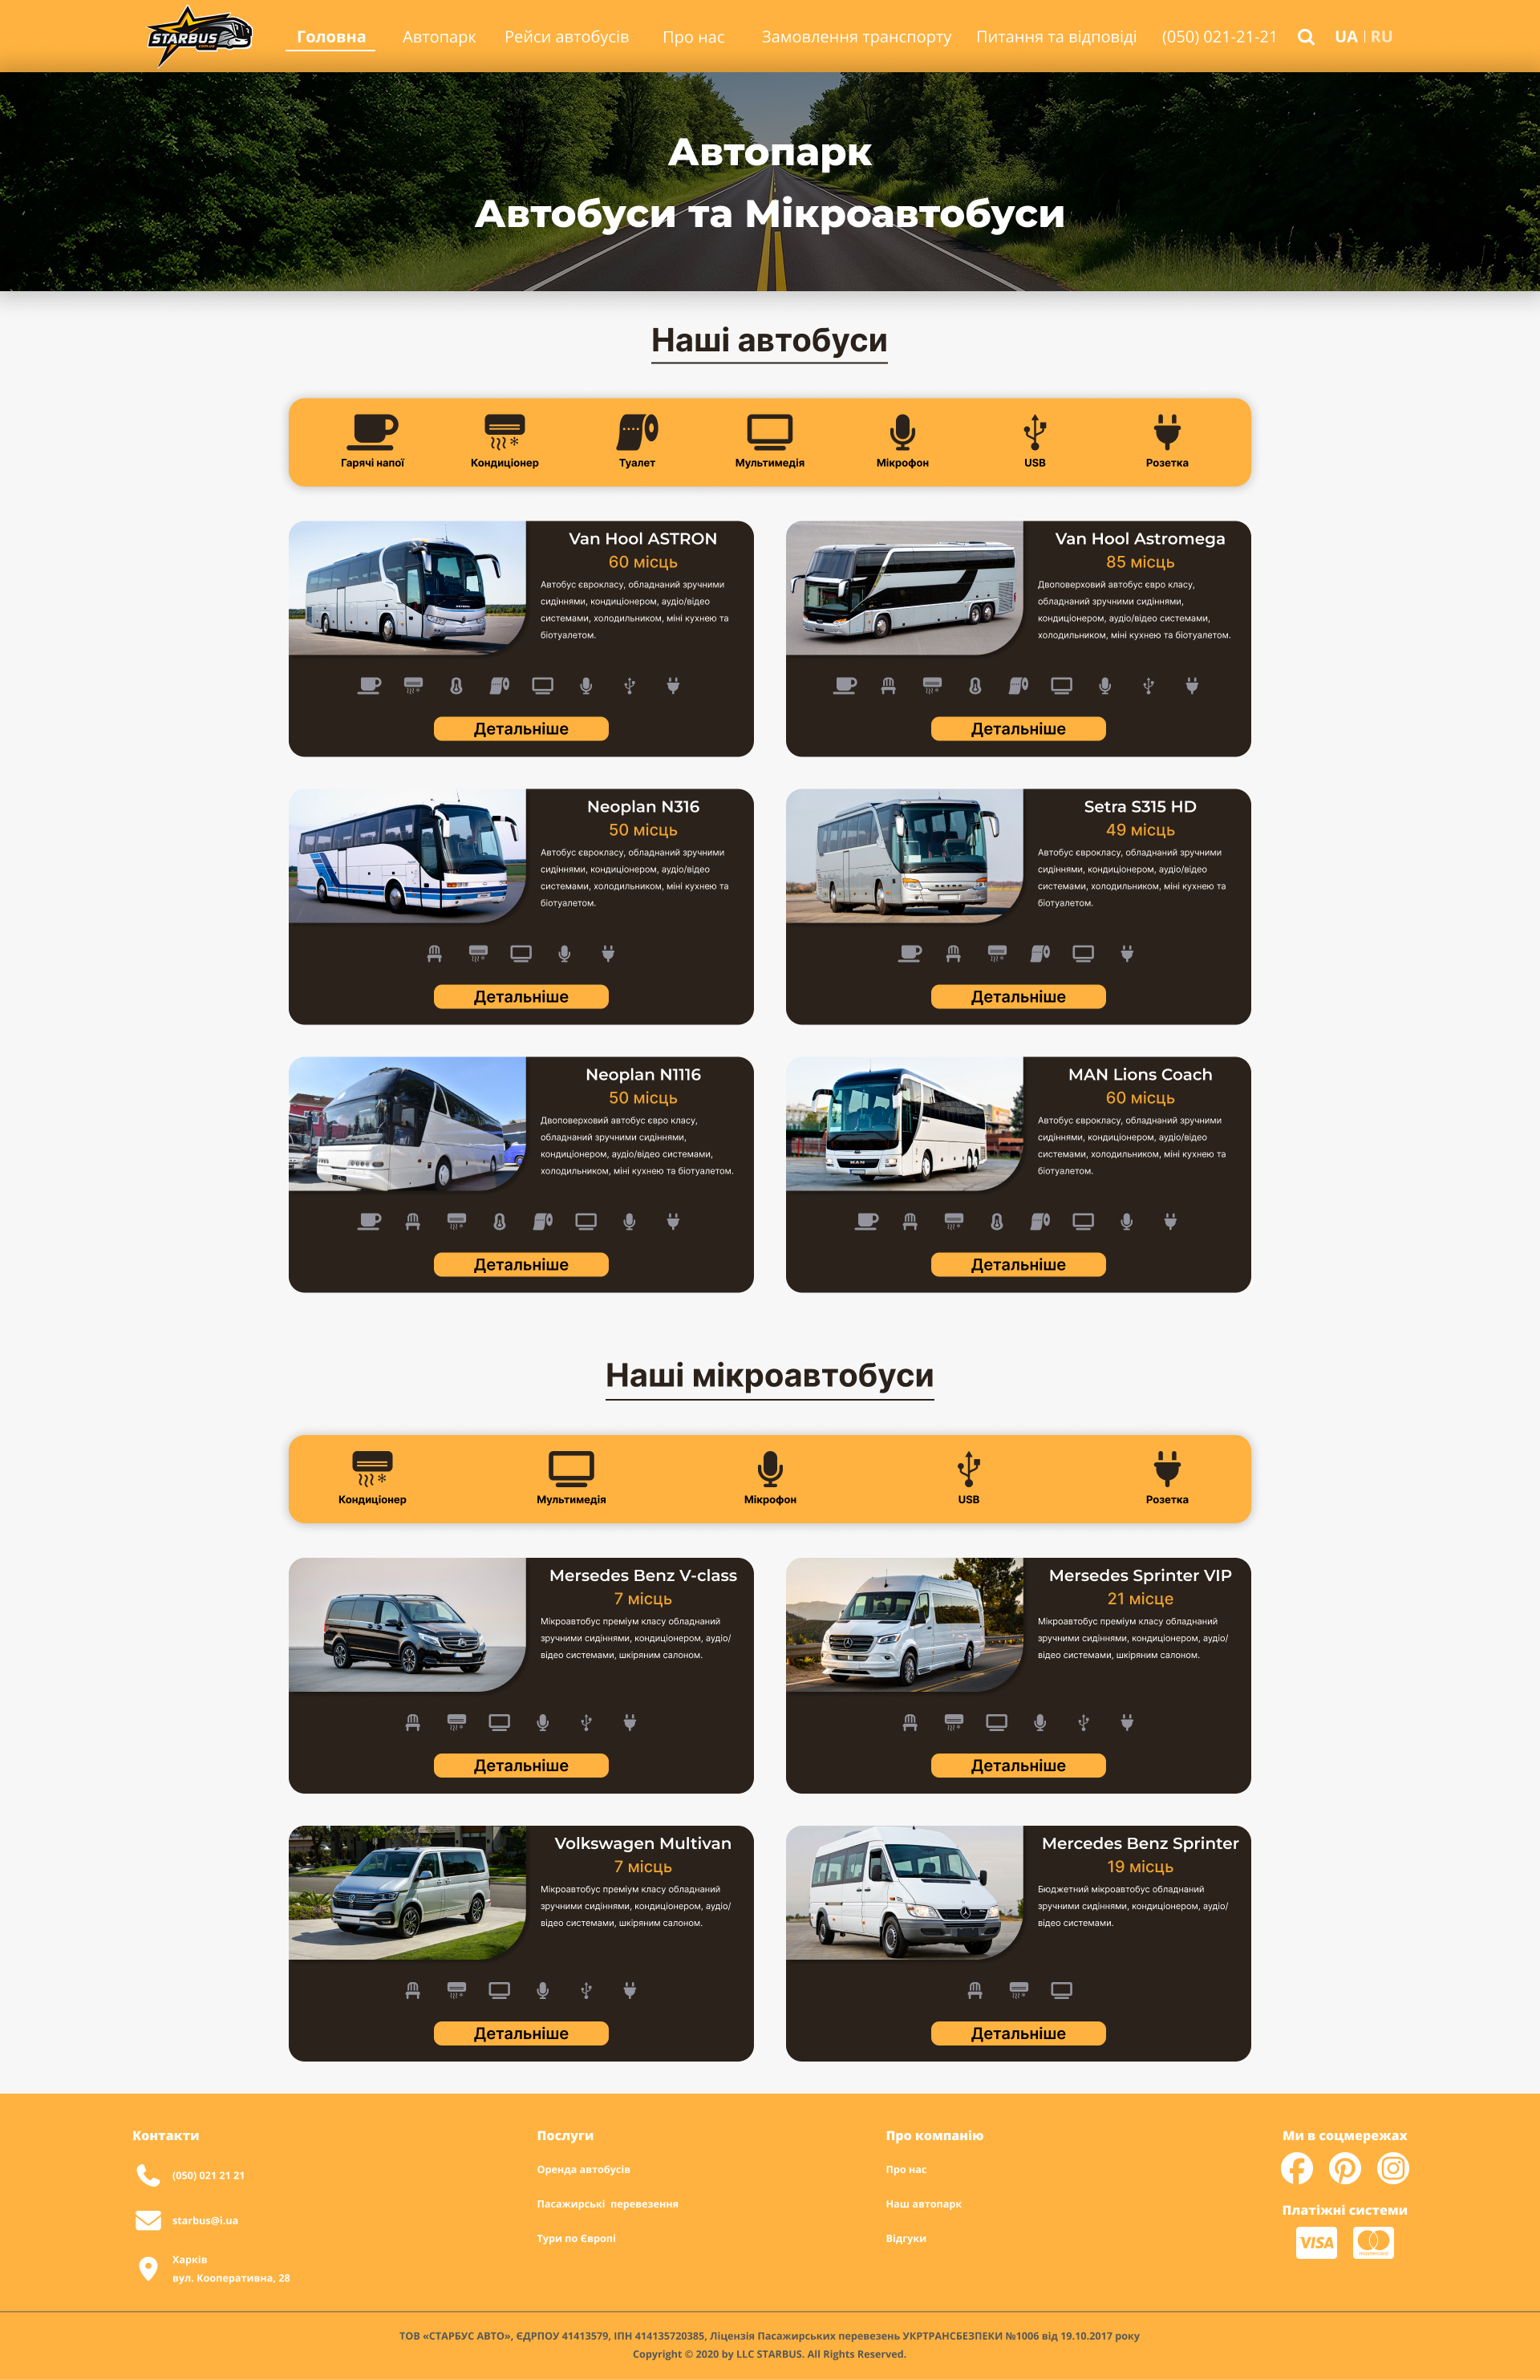 STARBUS
Головна
Автопарк
Рейси автобусів
Про нас
Замовлення транспорту
Питання та відповіді
(050) 021-21-21
UA | RU
Автопарк
Автобуси та Мікроавтобуси
Наші автобуси
Гарячі напої
Кондиціонер
Туалет
Мультимедія
Мікрофон
USB
Розетка
Van Hool ASTRON
60 місць
Автобус єврокласу, обладнаний зручними
сидіннями, кондиціонером, аудіо/відео
системами, холодильником, міні кухнею та
біотуалетом.
Детальніше
Van Hool Astromega
85 місць
Двоповерховий автобус євро класу,
обладнаний зручними сидіннями,
кондиціонером, аудіо/відео системами,
холодильником, міні кухнею та біотуалетом.
Детальніше
Neoplan N316
50 місць
Автобус єврокласу, обладнаний зручними
сидіннями, кондиціонером, аудіо/відео
системами, холодильником, міні кухнею та
біотуалетом.
Детальніше
Setra S315 HD
49 місць
Автобус єврокласу, обладнаний зручними
сидіннями, кондиціонером, аудіо/відео
системами, холодильником, міні кухнею та
біотуалетом.
Детальніше
Neoplan N1116
50 місць
Двоповерховий автобус євро класу,
обладнаний зручними сидіннями,
кондиціонером, аудіо/відео системами,
холодильником, міні кухнею та біотуалетом.
Детальніше
MAN Lions Coach
60 місць
Автобус єврокласу, обладнаний зручними
сидіннями, кондиціонером, аудіо/відео
системами, холодильником, міні кухнею та
біотуалетом.
MAN
Детальніше
Наші мікроавтобуси
Кондиціонер
Мультимедія
Мікрофон
USB
Розетка
Mersedes Benz V-class
7 місць
Мікроавтобус преміум класу обладнаний
зручними сидіннями, кондиціонером, аудіо/
відео системами, шкіряним салоном.
Детальніше
Mersedes Sprinter VIP
21 місце
Мікроавтобус преміум класу обладнаний
зручними сидіннями, кондиціонером, аудіо/
відео системами, шкіряним салоном.
Детальніше
Volkswagen Multivan
7 місць
Мікроавтобус преміум класу обладнаний
зручними сидіннями, кондиціонером, аудіо/
відео системами, шкіряним салоном.
Детальніше
Mercedes Benz Sprinter
19 місць
Бюджетний мікроавтобус обладнаний
зручними сидіннями, кондиціонером, аудіо/
відео системами.
Детальніше
Контакти
(050) 021 21 21
starbus@i.ua
Харків
вул. Кооперативна, 28
Послуги
Оренда автобусів
Пасажирські перевезення
Тури по Європі
Про компанію
Про нас
Наш автопарк
Відгуки
Ми в соцмережах
Платіжні системи
VISA
mastercard
ТОВ «СТАРБУС АВТО», ЄДРПОУ 41413579, ІПН 414135720385, Ліцензія Пасажирських перевезень УКРТРАНСБЕЗПЕКИ №1006 від 19.10.2017 року
Copyright © 2020 by LLC STARBUS. All Rights Reserved.